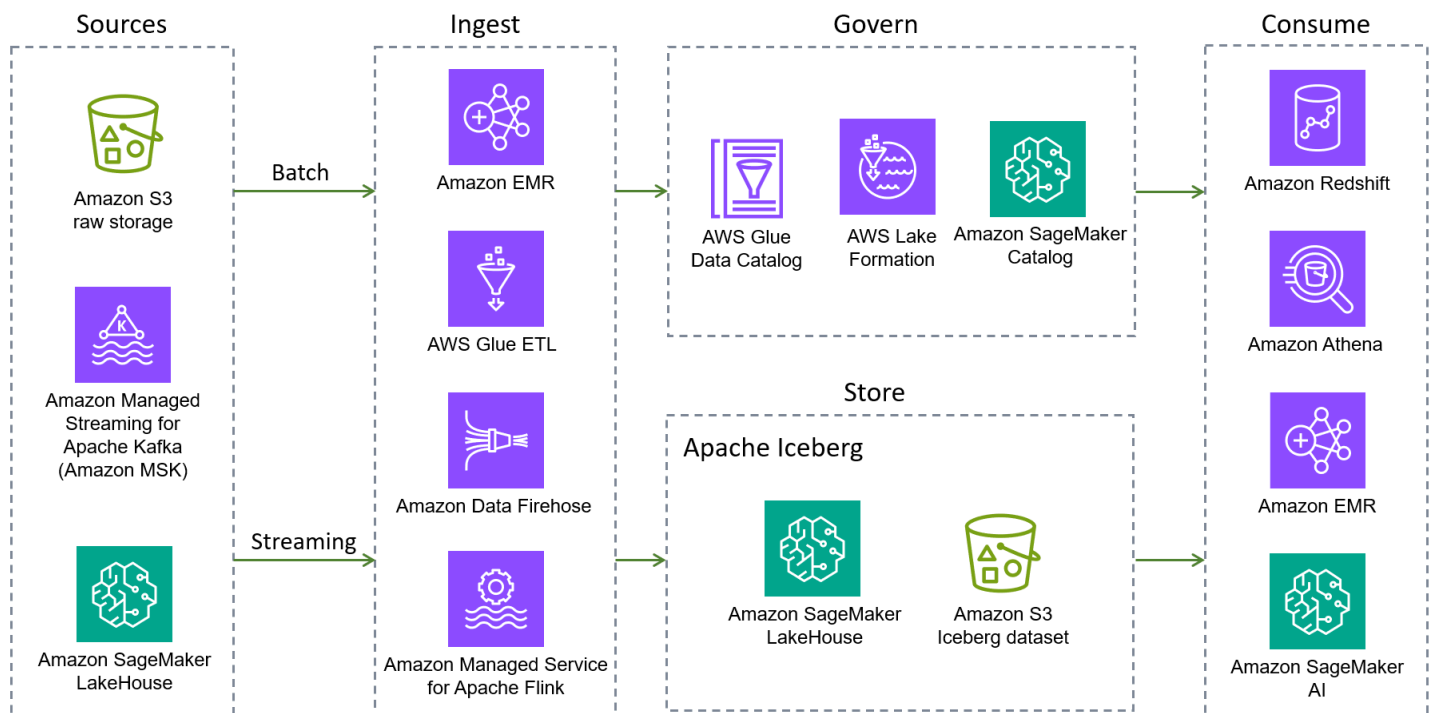 Sources
Amazon S3
raw storage
K
Amazon Managed
Streaming for
Apache Kafka
(Amazon MSK)
Amazon SageMaker
LakeHouse
Batch
Streaming
Ingest
Amazon EMR
AWS Glue ETL
Amazon Data Firehose
Amazon Managed Service
for Apache Flink
Govern
AWS Glue
Data Catalog
AWS Lake
Formation
Amazon SageMaker
Catalog
Store
Apache Iceberg
Amazon SageMaker
LakeHouse
Amazon S3
Iceberg dataset
Consume
Amazon Redshift
Amazon Athena
Amazon EMR
Amazon SageMaker
AI